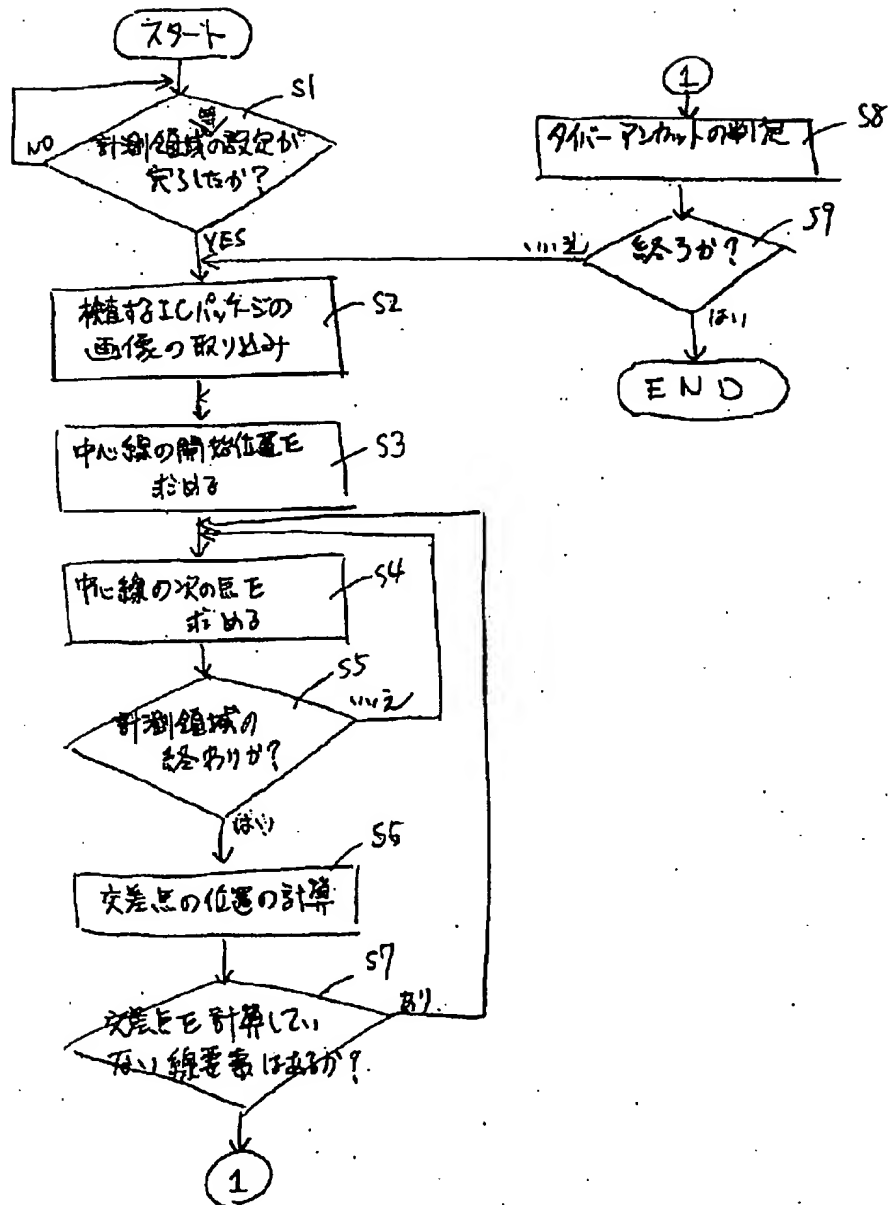 スタート
S1
計測領域の設定が
完了したか?
NO
YES
検査するICパッケージの
画像の取り込み
S2
中心線の開始位置を
求める
S3
中心線の次の点を
求める
S4
S5
計測領域の
終わりか?
いいえ
はい
S6
交差点の位置の計算
S7
交差点を計算してい
ない線要素はあるか?
あり
1
1
S8
タイバーアンカットの判定
S9
終了か?
いいえ
はい
END